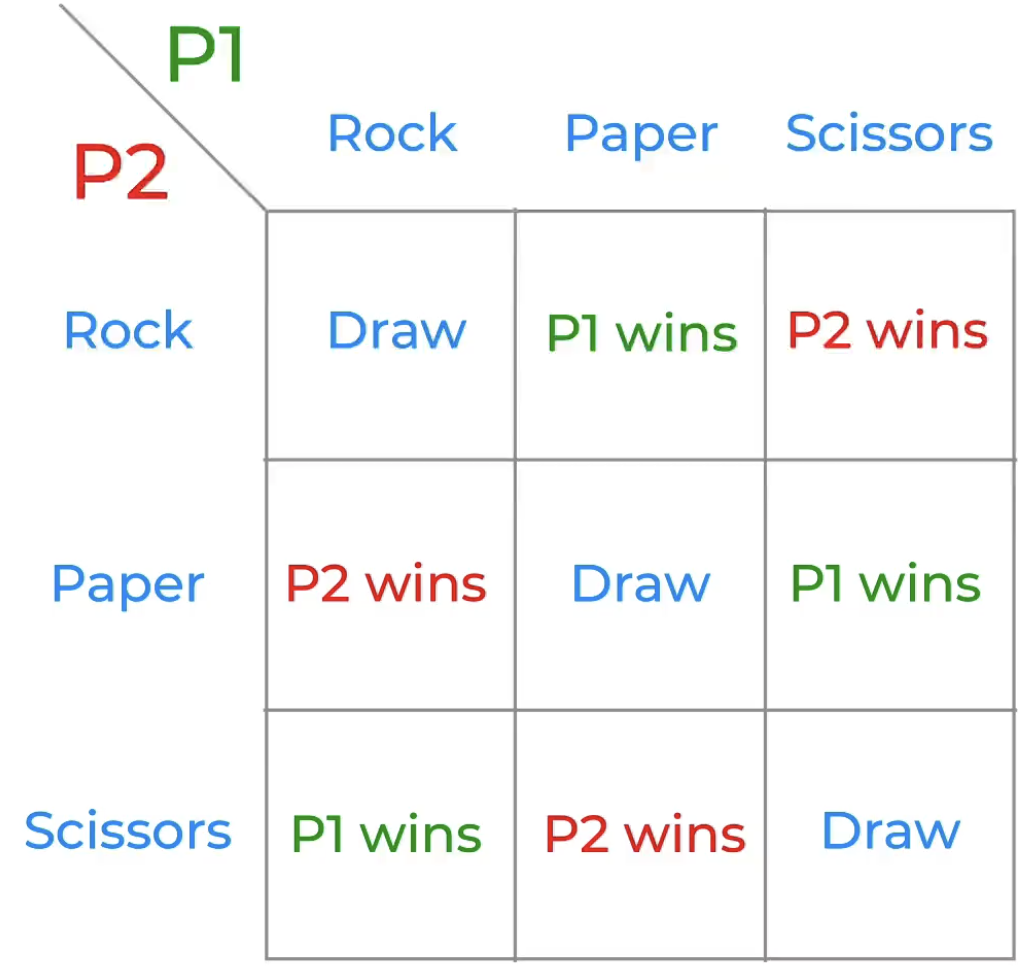 P1
P2
Rock Paper Scissors
Rock Draw P1 wins P2 wins
Paper P2 wins Draw P1 wins
Scissors P1 wins P2 wins Draw